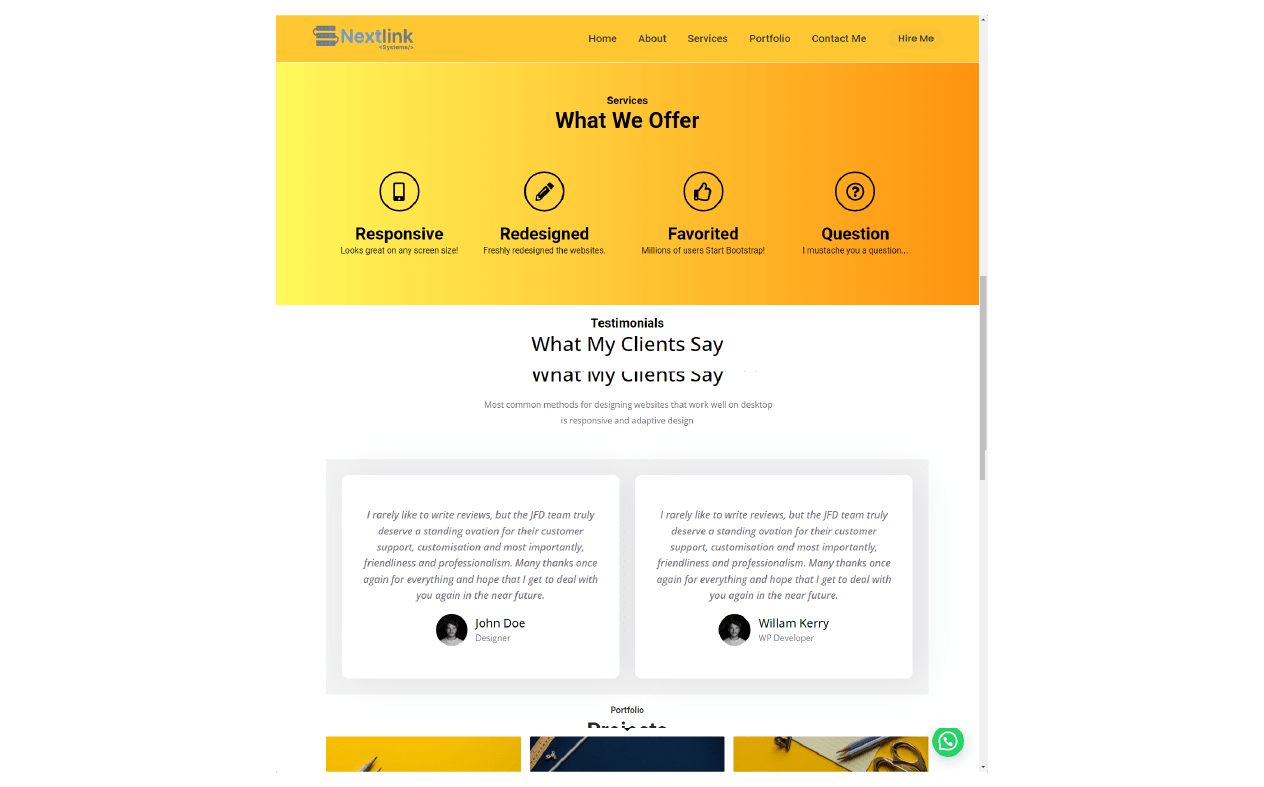 Nextlink
<Systems/>
Home About Services Portfolio Contact Me Hire Me
Services
What We Offer
Responsive Redesigned Favorited Question
Looks great on any screen size! Freshly redesigned the websites. Millions of users Start Bootstrap! I mustache you a question...
Testimonials
What My Clients Say
What My Clients Say
Most common methods for designing websites that work well on desktop
is responsive and adaptive design
I rarely like to write reviews, but the JFD team truly
deserve a standing ovation for their customer
support, customisation and most importantly,
friendliness and professionalism. Many thanks once
again for everything and hope that I get to deal with
you again in the near future.
John Doe
Designer
I rarely like to write reviews, but the JFD team truly
deserve a standing ovation for their customer
support, customisation and most importantly,
friendliness and professionalism. Many thanks once
again for everything and hope that I get to deal with
you again in the near future.
Willam Kerry
WP Developer
Portfolio
Projects